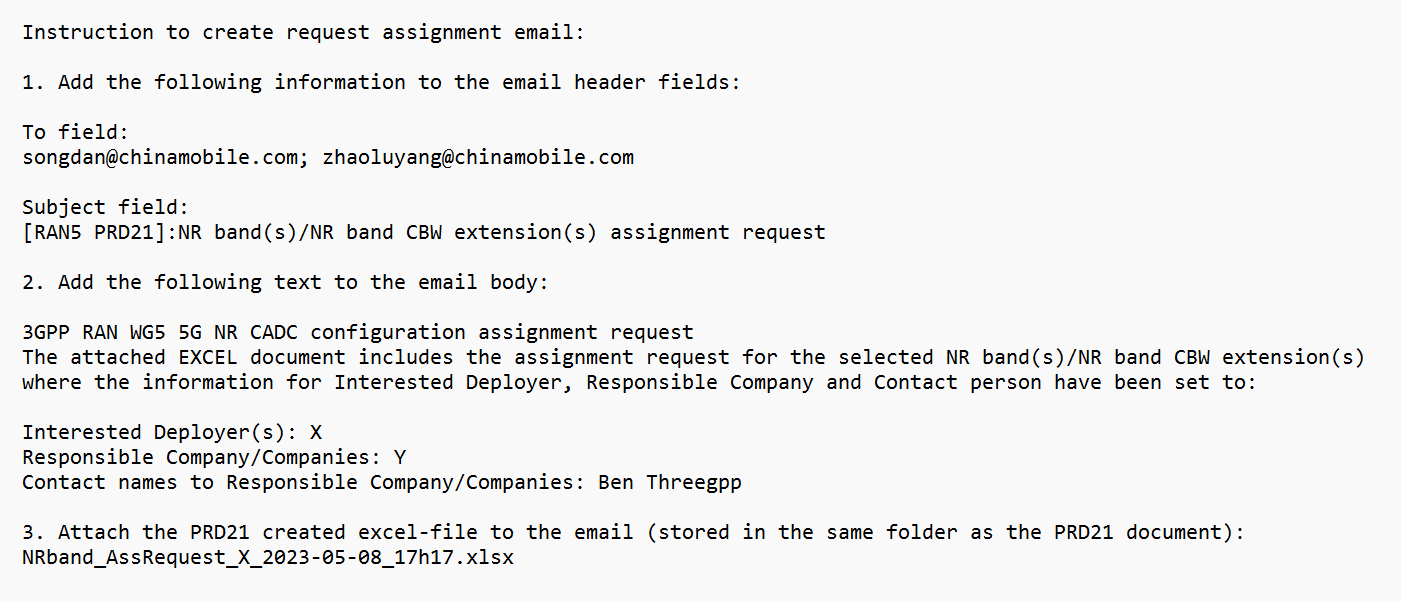 Instruction to create request assignment email:
1. Add the following information to the email header fields:
To field:
songdan@chinamobile.com; zhaoluyang@chinamobile.com
Subject field:
[RAN5 PRD21]:NR band(s)/NR band CBW extension(s) assignment request
2. Add the following text to the email body:
3GPP RAN WG5 5G NR CADC configuration assignment request
The attached EXCEL document includes the assignment request for the selected NR band(s)/NR band CBW extension(s)
where the information for Interested Deployer, Responsible Company and Contact person have been set to:
Interested Deployer(s): X
Responsible Company/Companies: Y
Contact names to Responsible Company/Companies: Ben Threegpp
3. Attach the PRD21 created excel-file to the email (stored in the same folder as the PRD21 document):
NRband_AssRequest_X_2023-05-08_17h17.xlsx